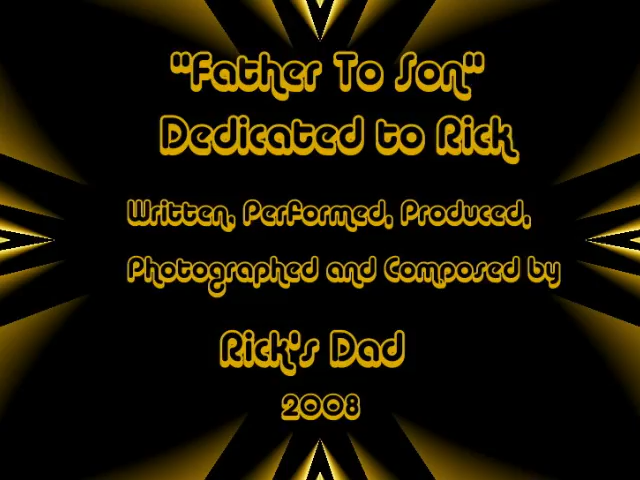 "Father To Son"
Dedicated to Rick
Written, Performed, Produced,
Photographed and Composed by
Rick's Dad
2008